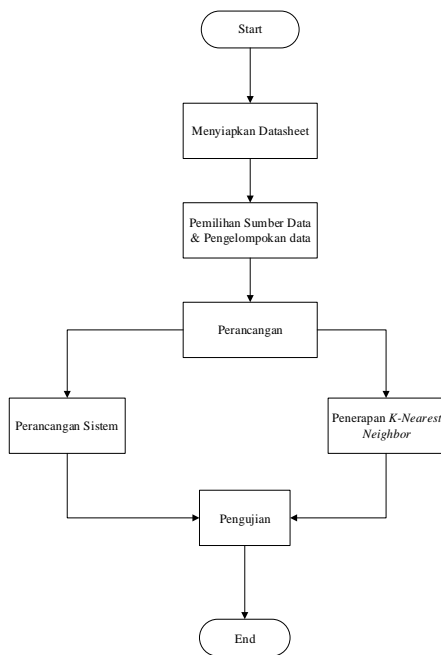 Start
Menyiapkan Datasheet
Pemilihan Sumber Data
& Pengelompokan data
Perancangan
Perancangan Sistem
Penerapan K-Nearest
Neighbor
Pengujian
End